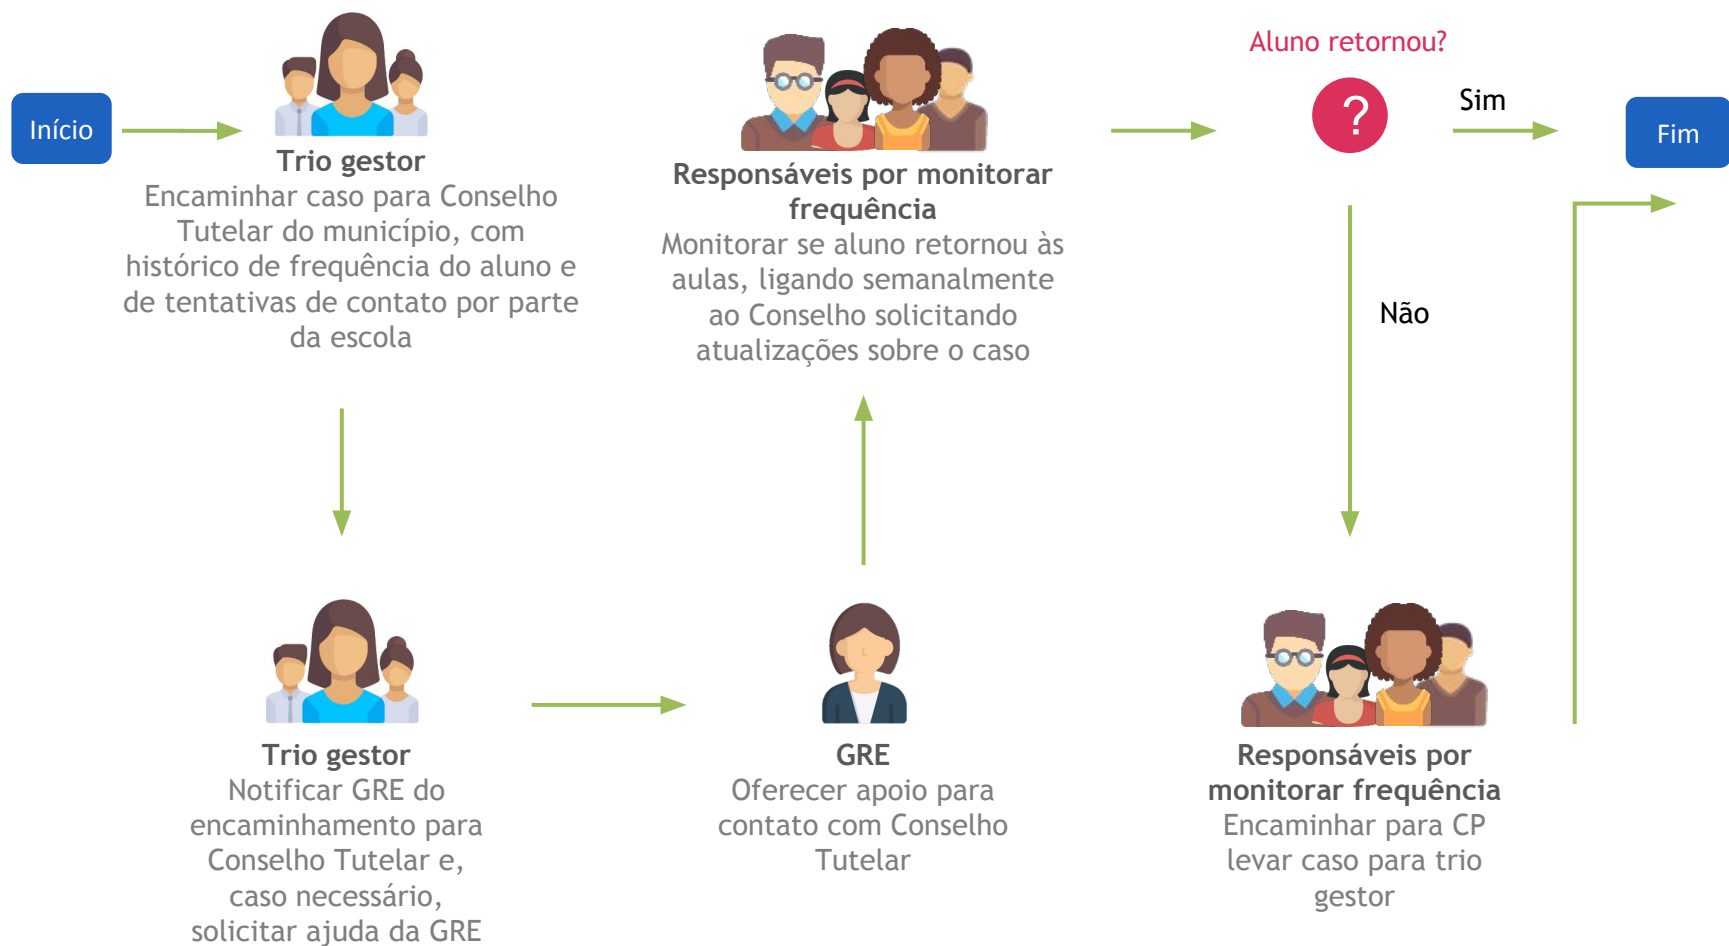 Início
Trio gestor
Encaminhar caso para Conselho
Tutelar do município, com
histórico de frequência do aluno e
de tentativas de contato por parte
da escola
Trio gestor
Notificar GRE do
encaminhamento para
Conselho Tutelar e,
caso necessário,
solicitar ajuda da GRE
GRE
Oferecer apoio para
contato com Conselho
Tutelar
Responsáveis por monitorar
frequência
Monitorar se aluno retornou às
aulas, ligando semanalmente
ao Conselho solicitando
atualizações sobre o caso
Aluno retornou?
?
Sim
Fim
Não
Responsáveis por
monitorar frequência
Encaminhar para CP
levar caso para trio
gestor